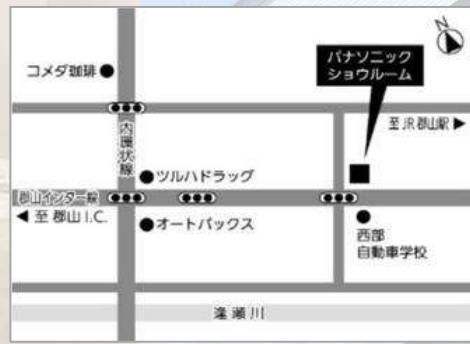 N
パナソニック
ショウルーム
コメダ珈琲
至JR郡山駅
内環状線
ツルハドラッグ
郡山インター線
至 郡山 I.C.
オートバックス
西部
自動車学校
逢瀬川